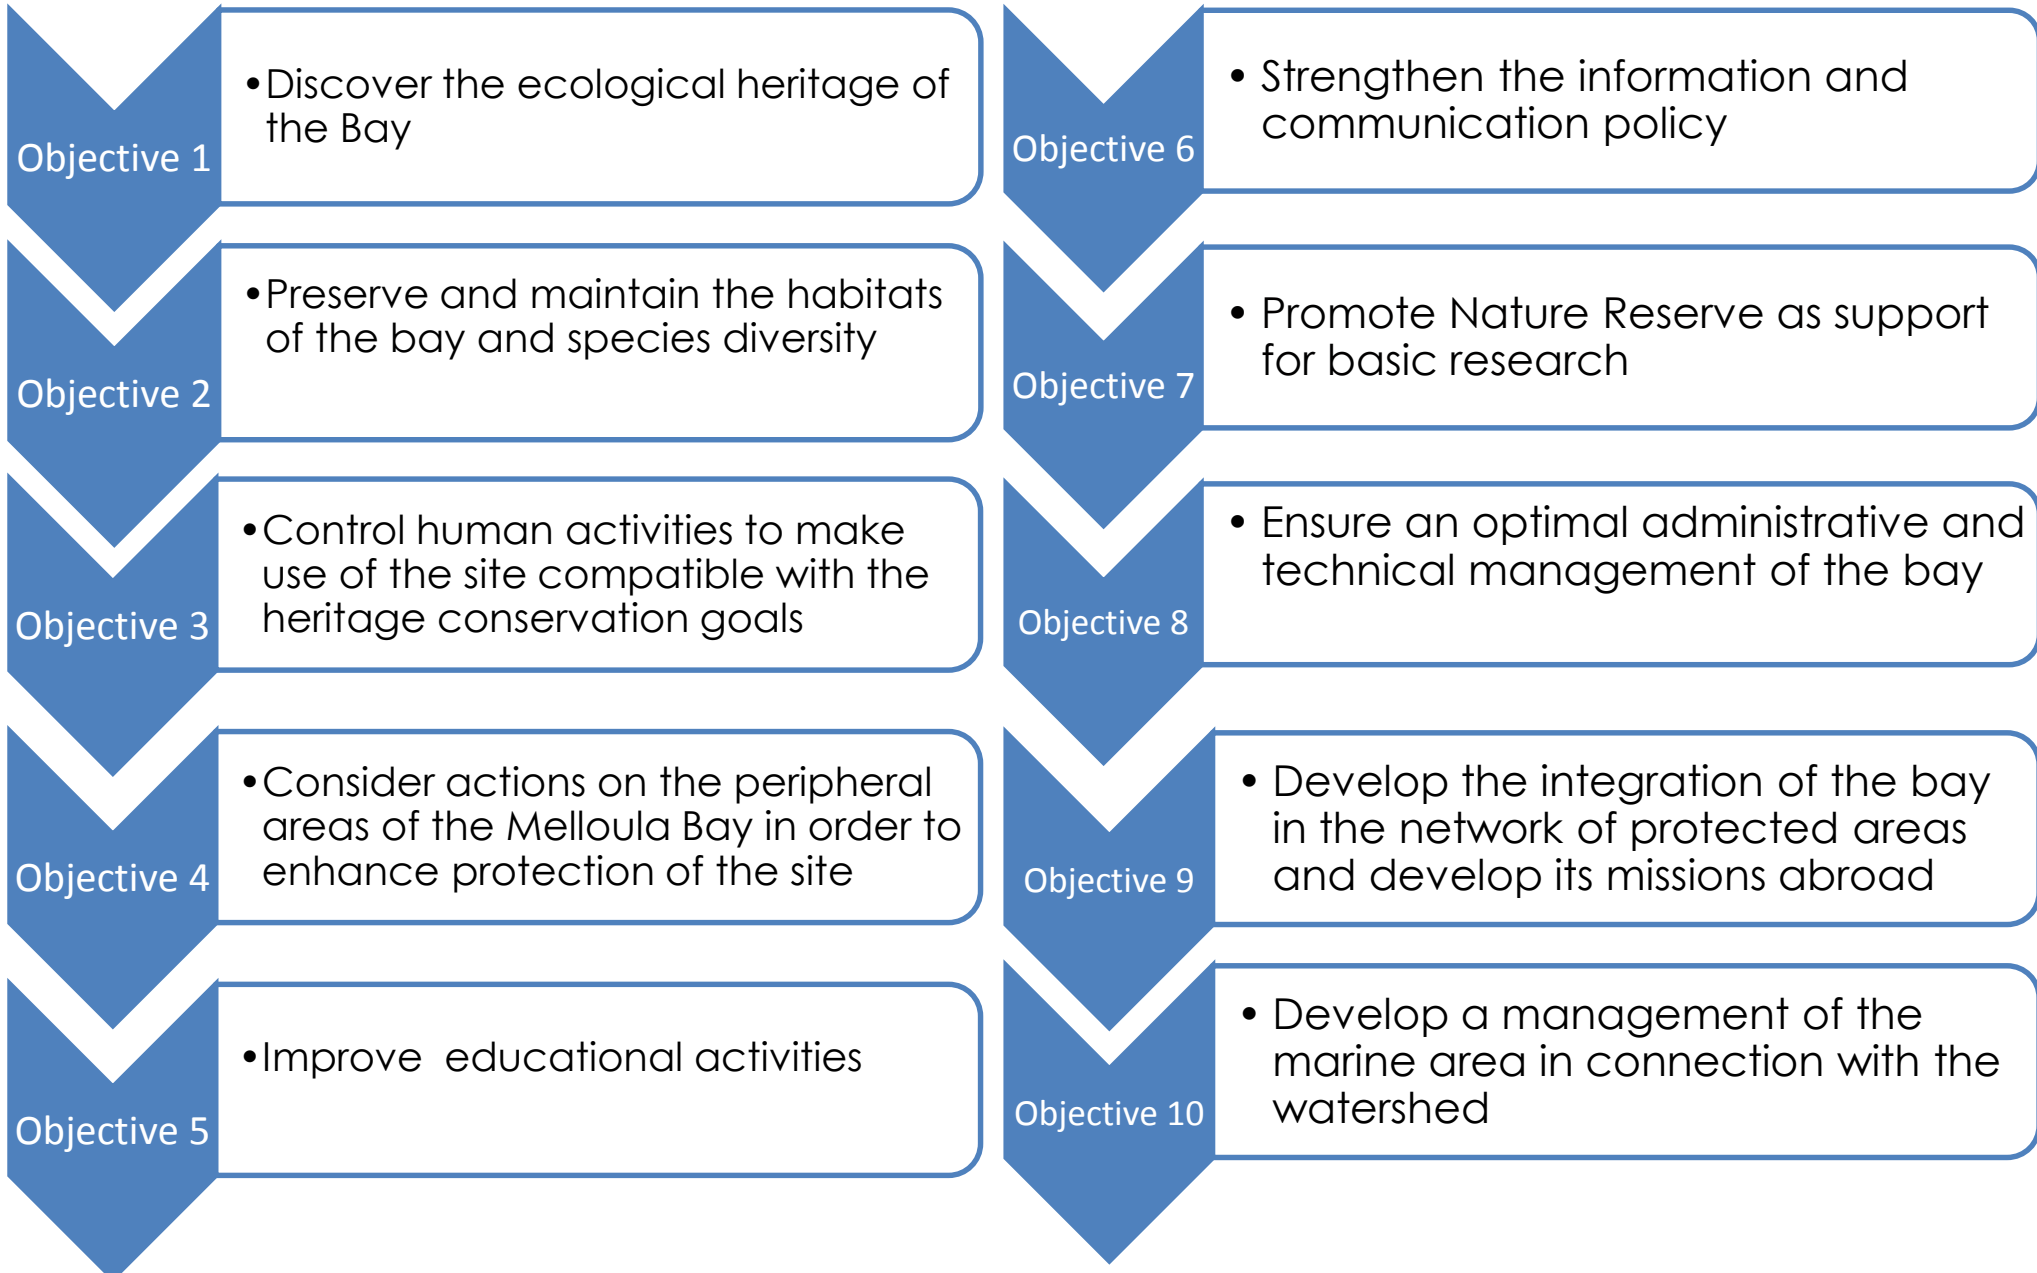 Objective 1
•Discover the ecological heritage of
the Bay
Objective 2
•Preserve and maintain the habitats
of the bay and species diversity
Objective 3
•Control human activities to make
use of the site compatible with the
heritage conservation goals
Objective 4
•Consider actions on the peripheral
areas of the Melloula Bay in order to
enhance protection of the site
Objective 5
•Improve  educational activities
Objective 6
• Strengthen the information and
communication policy
Objective 7
• Promote Nature Reserve as support
for basic research
Objective 8
• Ensure an optimal administrative and
technical management of the bay
Objective 9
• Develop the integration of the bay
in the network of protected areas
and develop its missions abroad
Objective 10
• Develop a management of the
marine area in connection with the
watershed